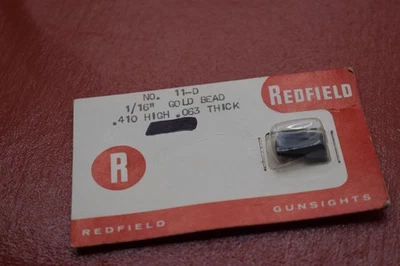 NO. 11-D
1/16" GOLD BEAD
.410 HIGH .063 THICK
REDFIELD
R
REDFIELD
GUNSIGHTS